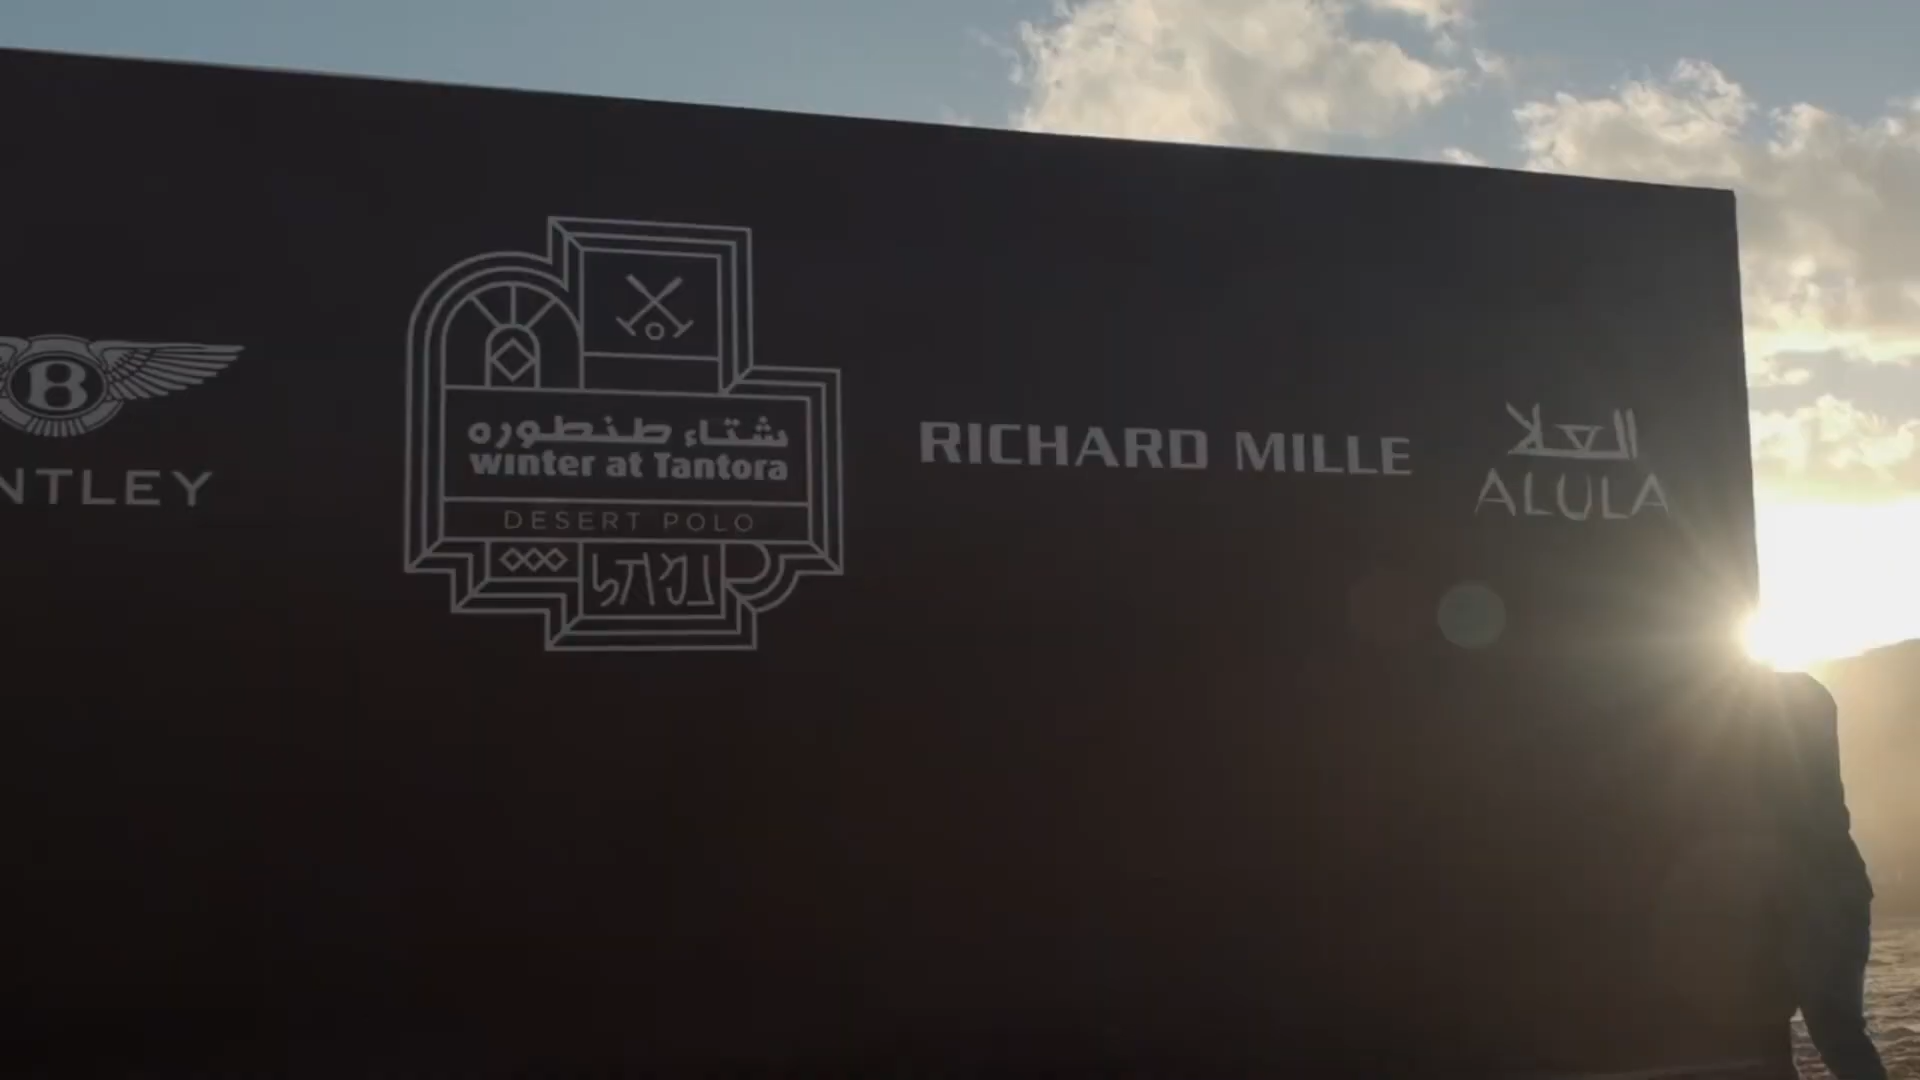 B
NTLEY
شتاء طنطوره
winter at Tantora
DESERT POLO
RICHARD MILLE
العلا
ALULA